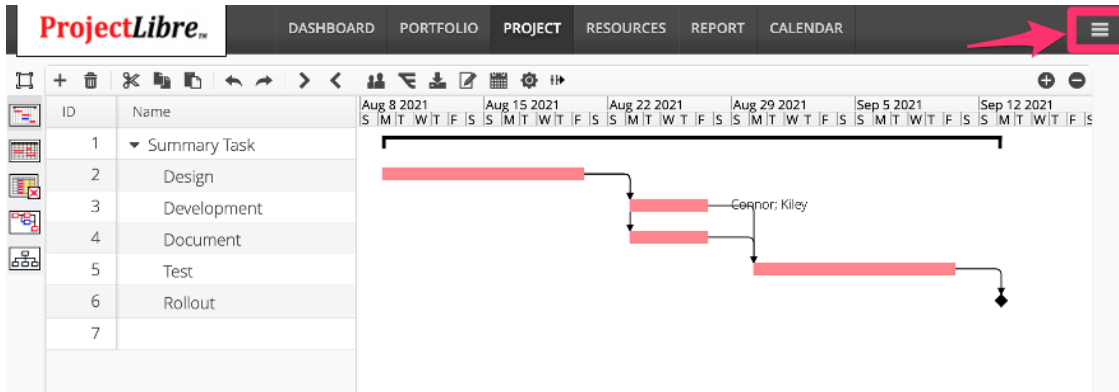 ProjectLibre™ DASHBOARD PORTFOLIO PROJECT RESOURCES REPORT CALENDAR
ID Name
Aug 8 2021 Aug 15 2021 Aug 22 2021 Aug 29 2021 Sep 5 2021 Sep 12 2021
S M T W T F S S M T W T F S S M T W T F S S M T W T F S S M T W T F S S M T W T F S
1 Summary Task
2 Design
3 Development Connor; Kiley
4 Document
5 Test
6 Rollout
7